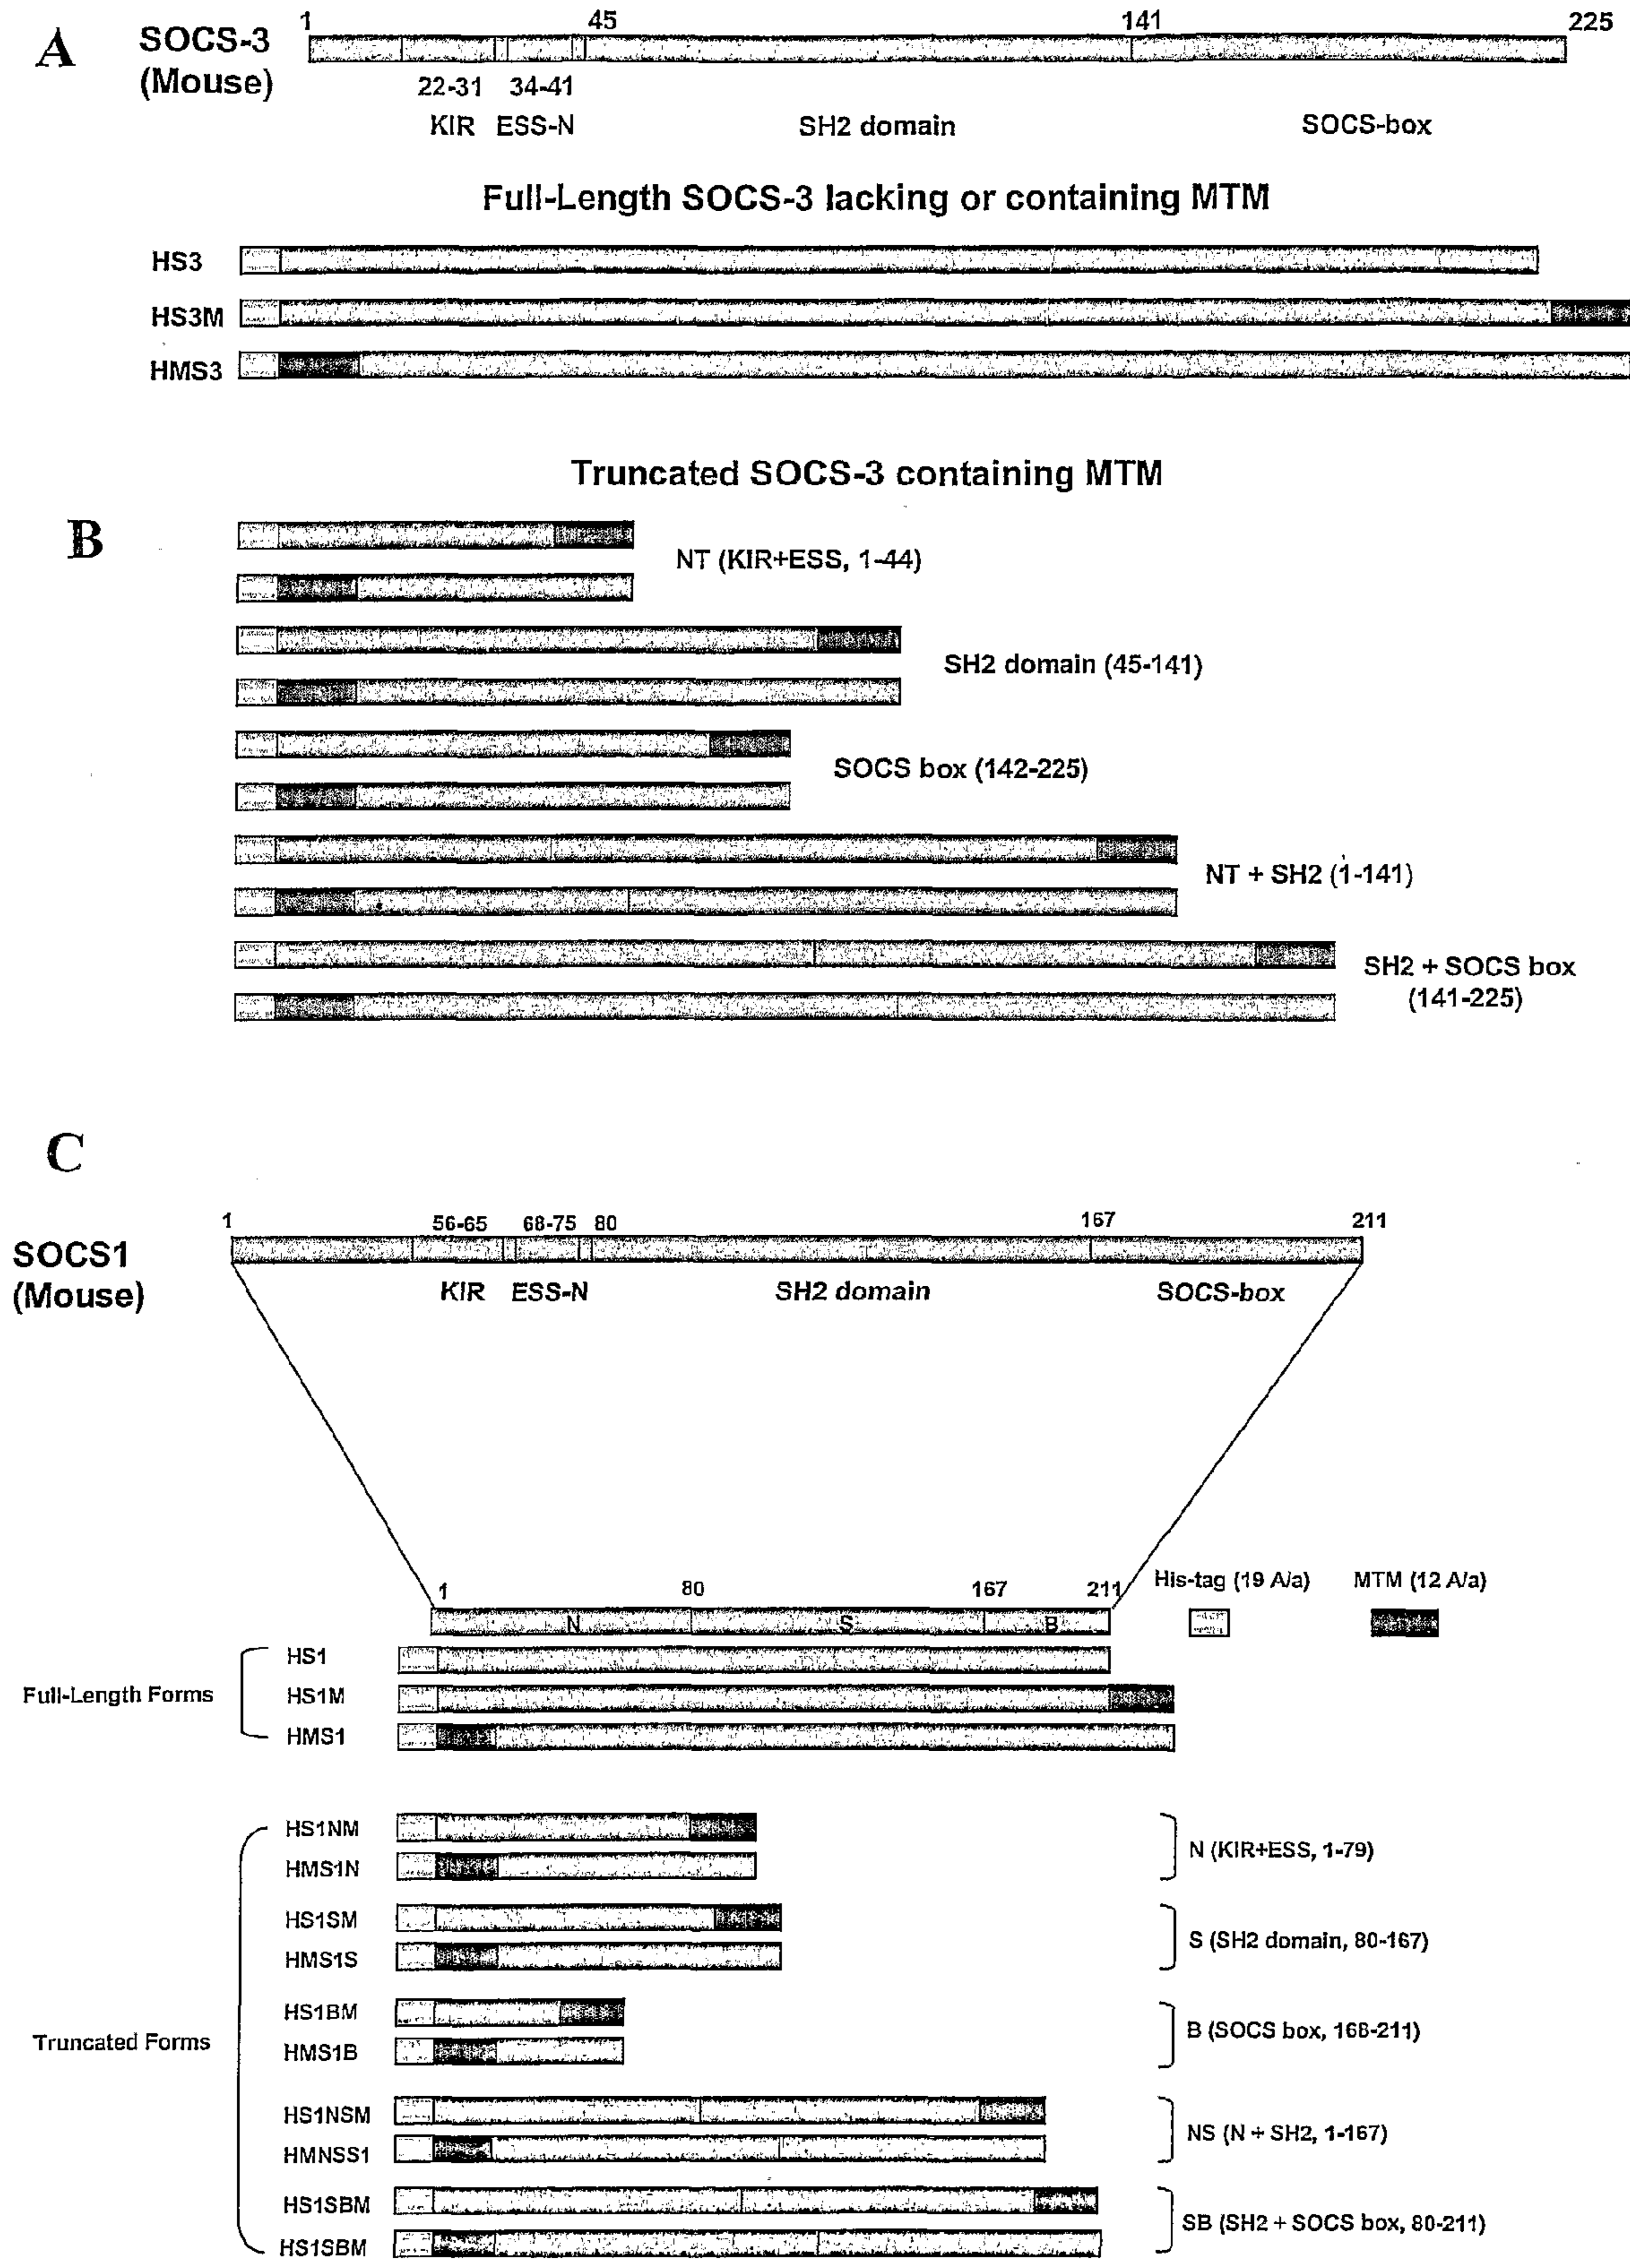 A
SOCS-3
(Mouse)
1 45 141 225
22-31 34-41
KIR ESS-N SH2 domain SOCS-box
Full-Length SOCS-3 lacking or containing MTM
HS3
HS3M
HMS3
Truncated SOCS-3 containing MTM
B
NT (KIR+ESS, 1-44)
SH2 domain (45-141)
SOCS box (142-225)
NT + SH2 (1-141)
SH2 + SOCS box
(141-225)
C
1 56-65 68-75 80 167 211
SOCS1
(Mouse)
KIR ESS-N SH2 domain SOCS-box
1 80 167 211
His-tag (19 A/a) MTM (12 A/a)
N S B
Full-Length Forms
HS1
HS1M
HMS1
Truncated Forms
HS1NM
HMS1N
N (KIR+ESS, 1-79)
HS1SM
HMS1S
S (SH2 domain, 80-167)
HS1BM
HMS1B
B (SOCS box, 168-211)
HS1NSM
HMNSS1
NS (N + SH2, 1-167)
HS1SBM
HS1SBM
SB (SH2 + SOCS box, 80-211)